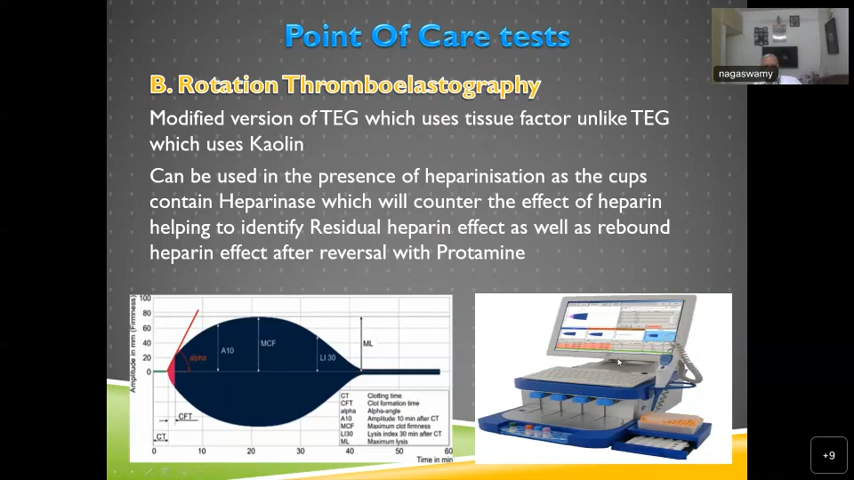 Point Of Care tests
nagaswamy
B. Rotation Thromboelastography
Modified version of TEG which uses tissue factor unlike TEG
which uses Kaolin
Can be used in the presence of heparinisation as the cups
contain Heparinase which will counter the effect of heparin
helping to identify Residual heparin effect as well as rebound
heparin effect after reversal with Protamine
Amplitude in mm (Firmness)
100
80
60
40
20
0
alpha
A10
MCF
LI 30
ML
CFT
CT
CT Clotting time
CFT Clot formation time
alpha Alpha-angle
A10 Amplitude 10 min after CT
MCF Maximum clot firmness
LI30 Lysis index 30 min after CT
ML Maximum lysis
0 10 20 30 40 50 60
Time in min
+9